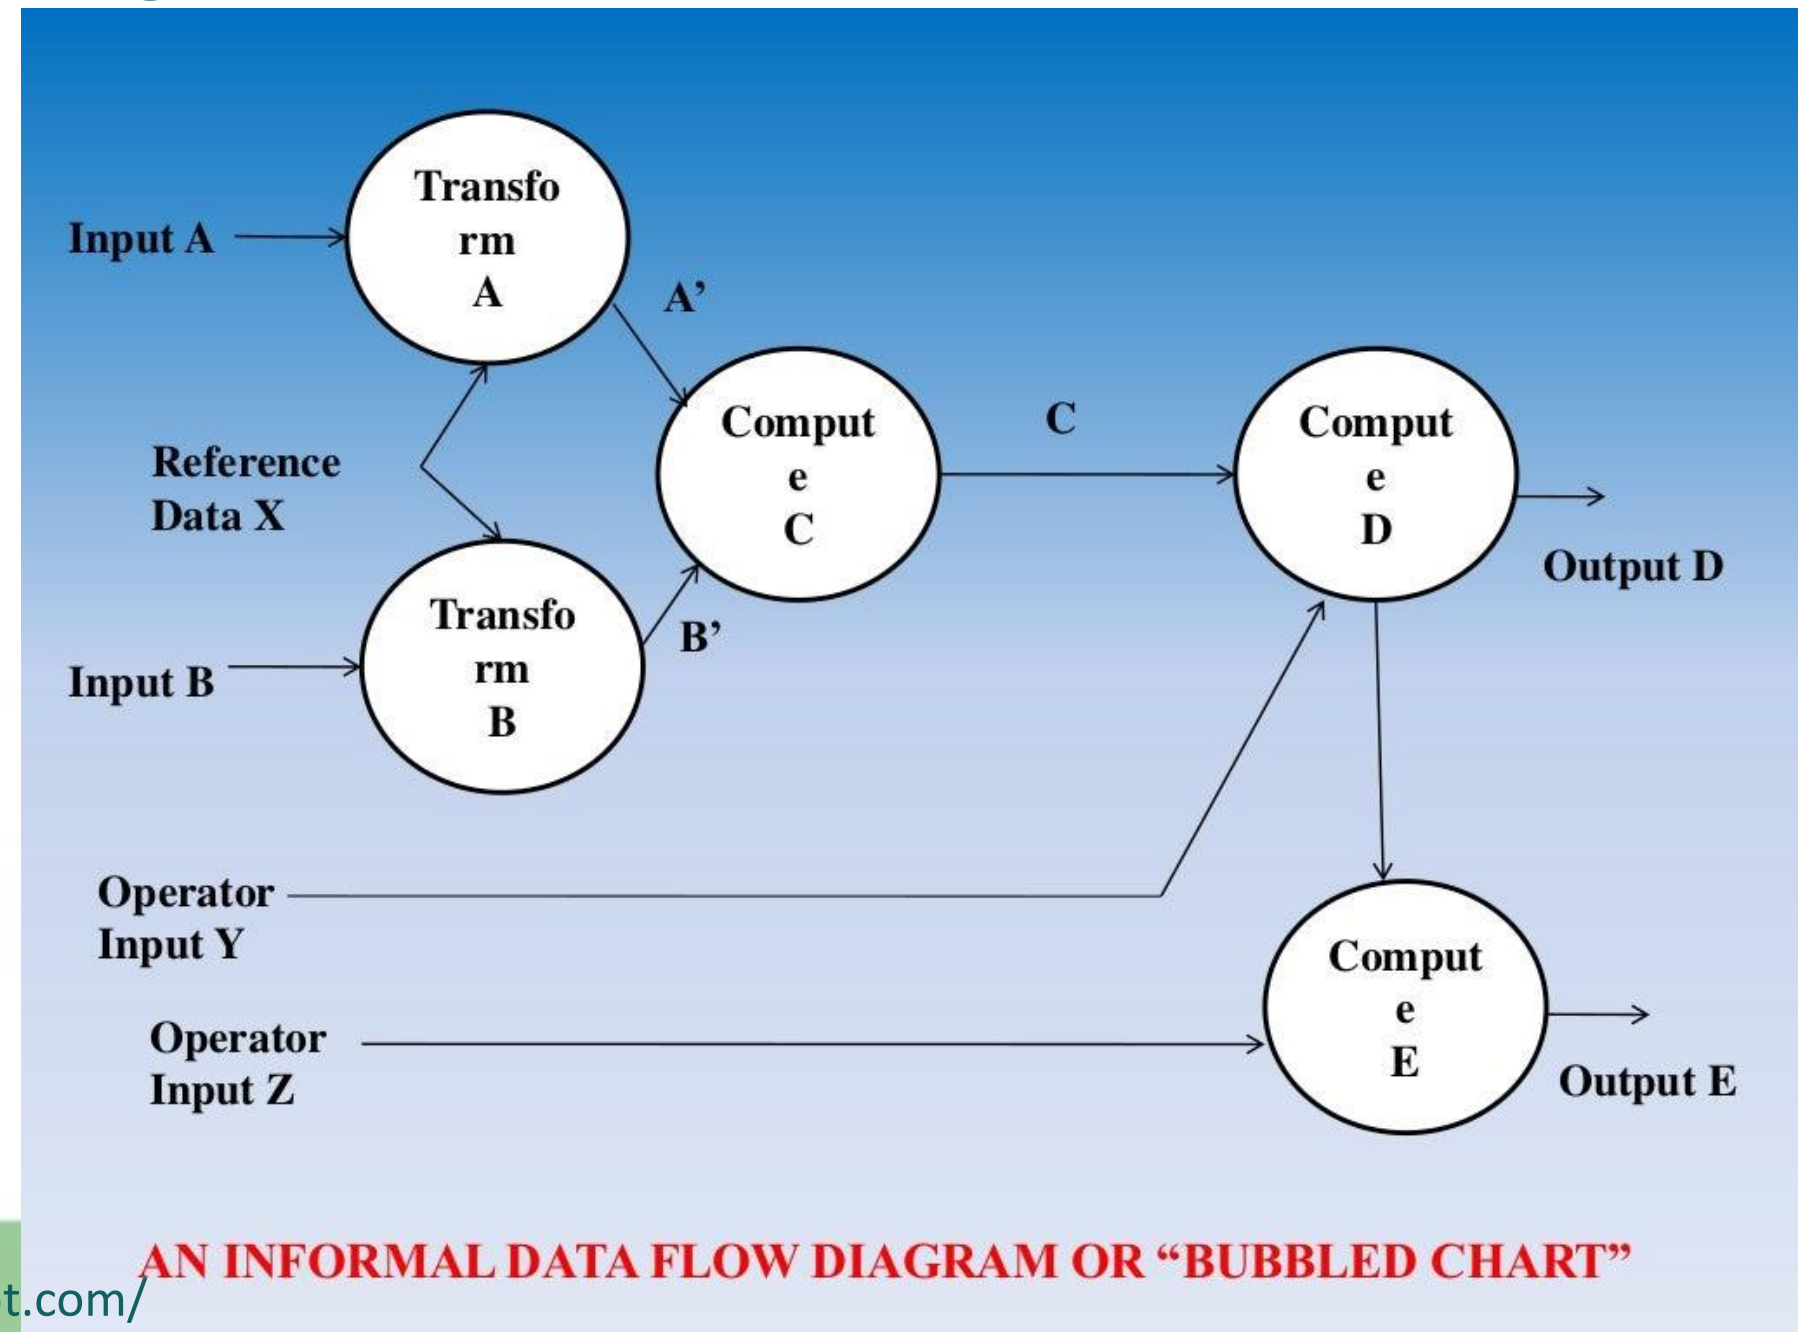 Transfo
rm
A
Input A
A’
Comput
e
C
C
Comput
e
D
Reference
Data X
Output D
Transfo
rm
B
B’
Input B
Operator
Input Y
Comput
e
E
Operator
Input Z
Output E
AN INFORMAL DATA FLOW DIAGRAM OR “BUBBLED CHART”
t.com/